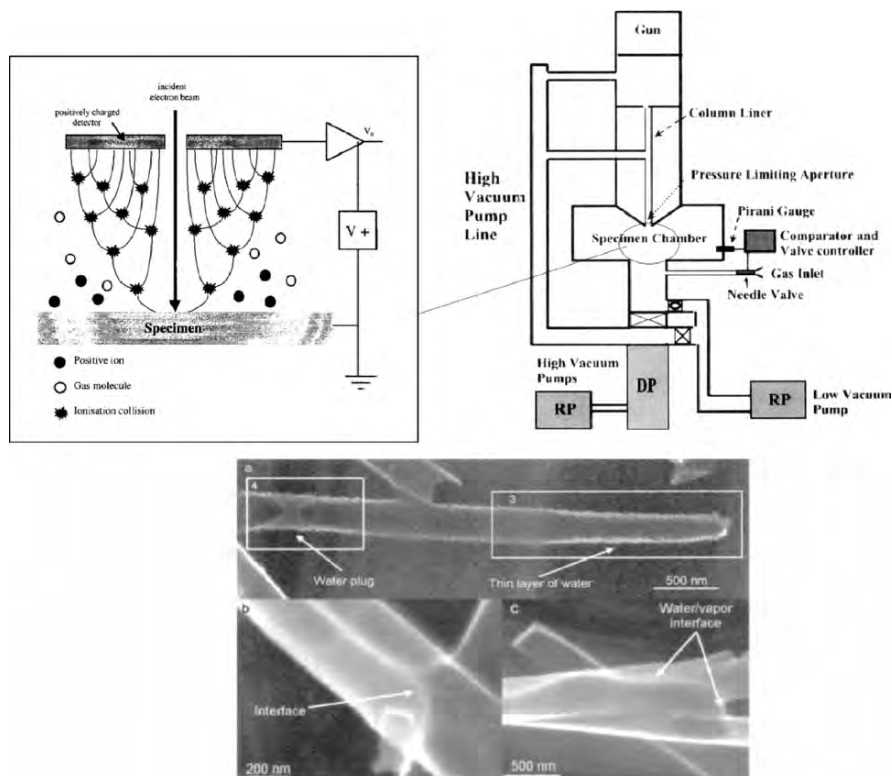 incident
electron beam
positively charged
detector
V+
Specimen
Positive ion
Gas molecule
Ionisation collision
Gun
Column Liner
Pressure Limiting Aperture
High
Vacuum
Pump
Line
Pirani Gauge
Specimen Chamber
Comparator and
Valve controller
Gas Inlet
Needle Valve
High Vacuum
Pumps
RP
DP
RP
Low Vacuum
Pump
a
4
3
Water plug
Thin layer of water
500 nm
b
Interface
200 nm
C
Water/vapor
interface
500 nm